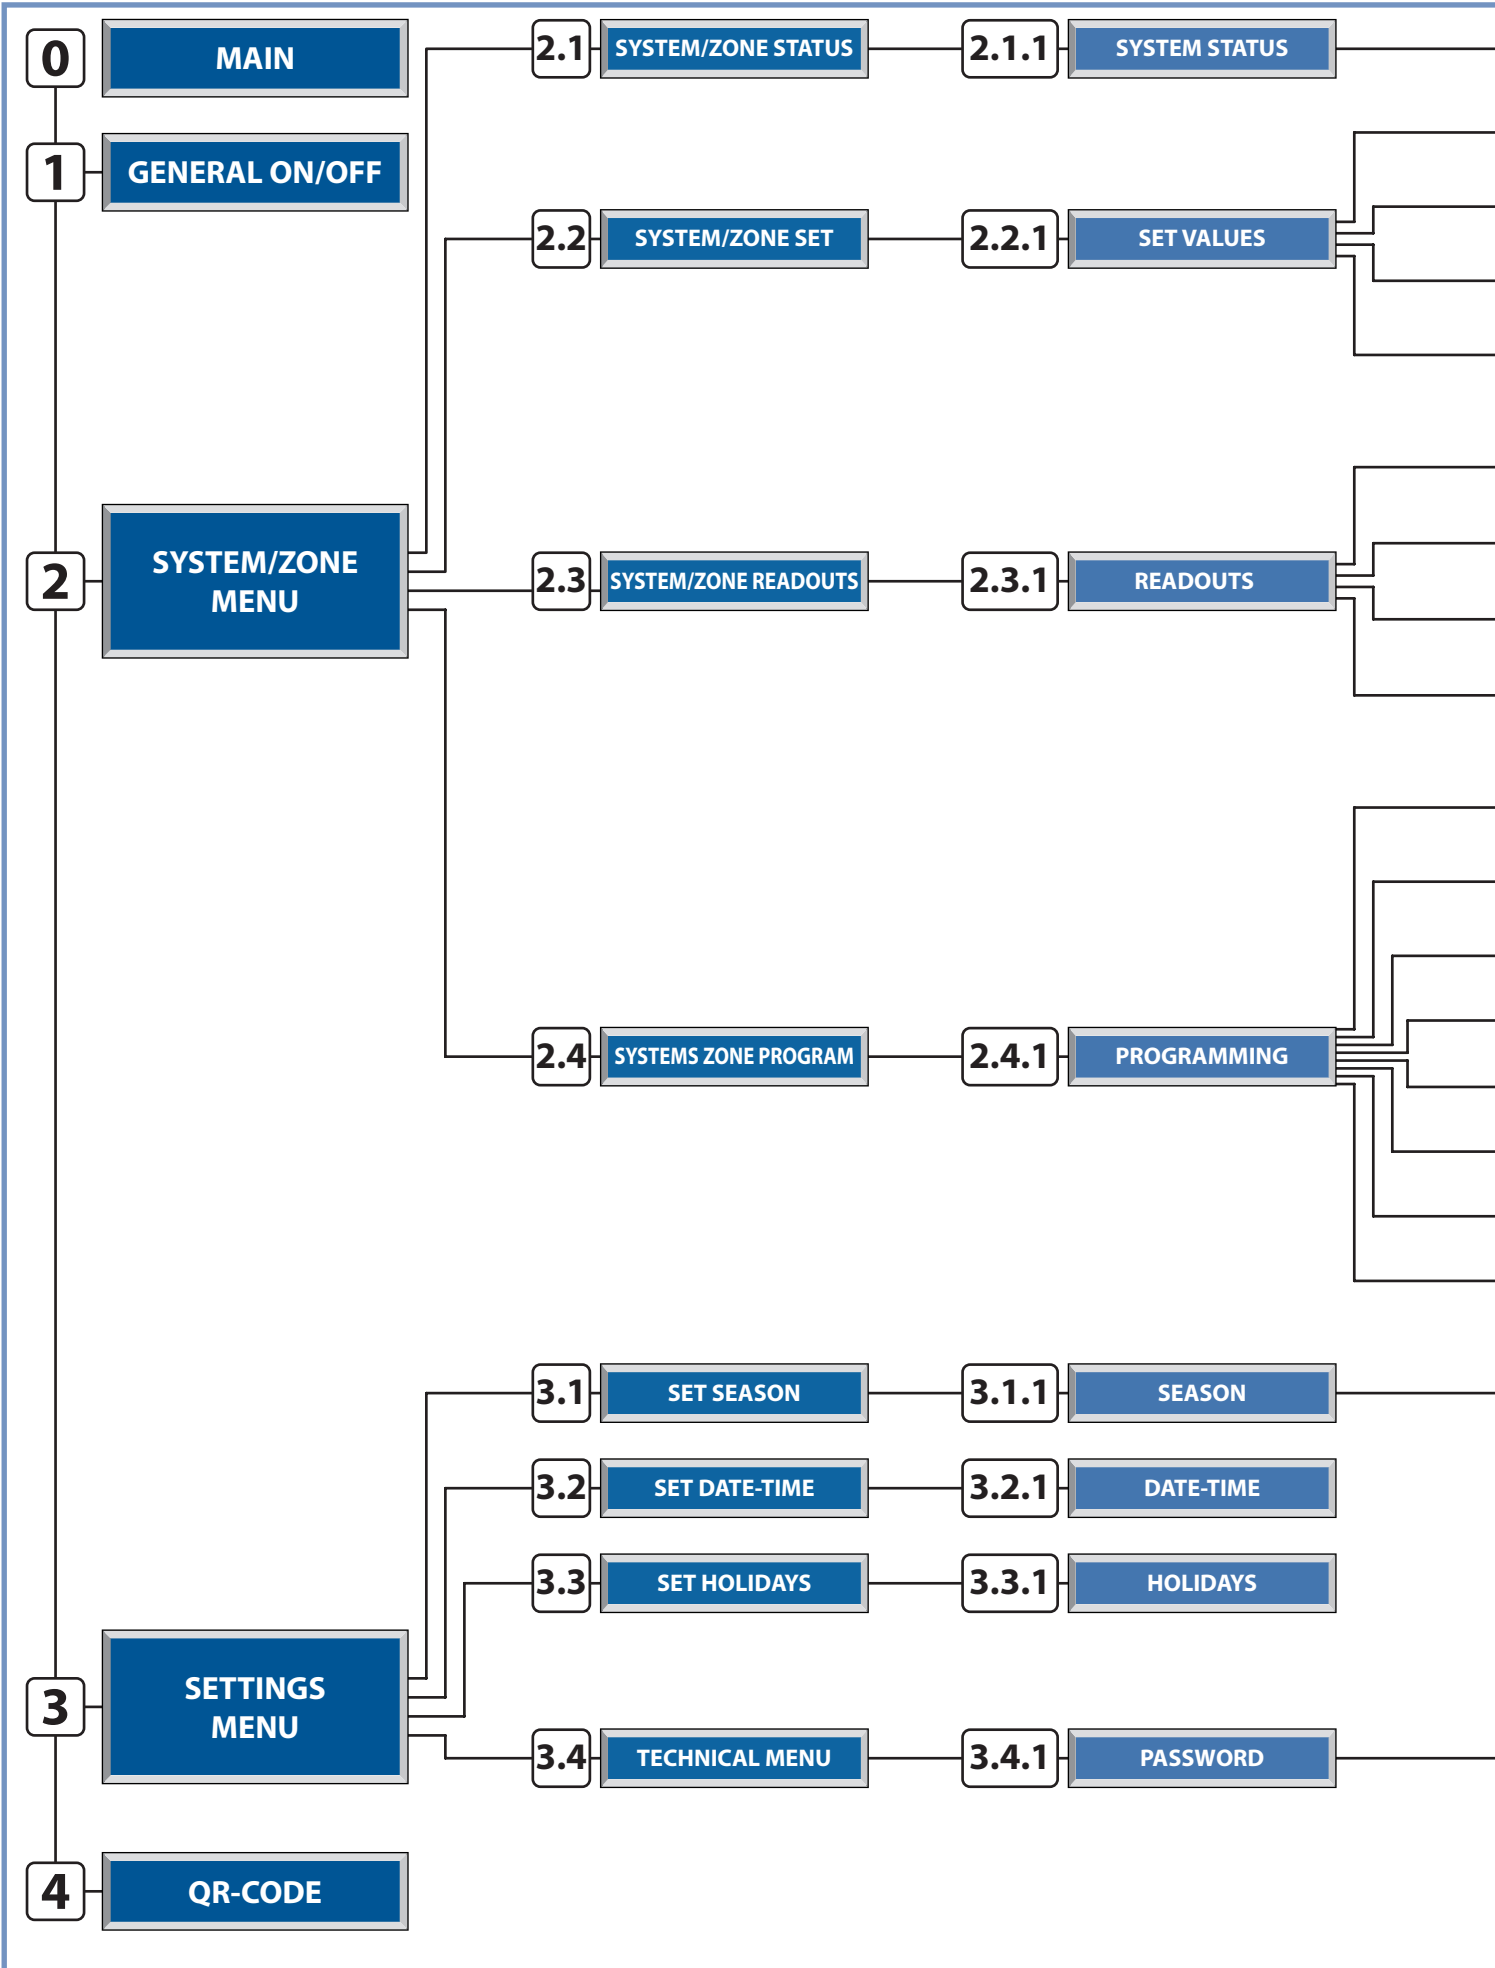 0
MAIN
2.1
SYSTEM/ZONE STATUS
2.1.1
SYSTEM STATUS
1
GENERAL ON/OFF
2.2
SYSTEM/ZONE SET
2.2.1
SET VALUES
2
SYSTEM/ZONE
MENU
2.3
SYSTEM/ZONE READOUTS
2.3.1
READOUTS
2.4
SYSTEMS ZONE PROGRAM
2.4.1
PROGRAMMING
3.1
SET SEASON
3.1.1
SEASON
3.2
SET DATE-TIME
3.2.1
DATE-TIME
3.3
SET HOLIDAYS
3.3.1
HOLIDAYS
3
SETTINGS
MENU
3.4
TECHNICAL MENU
3.4.1
PASSWORD
4
QR-CODE